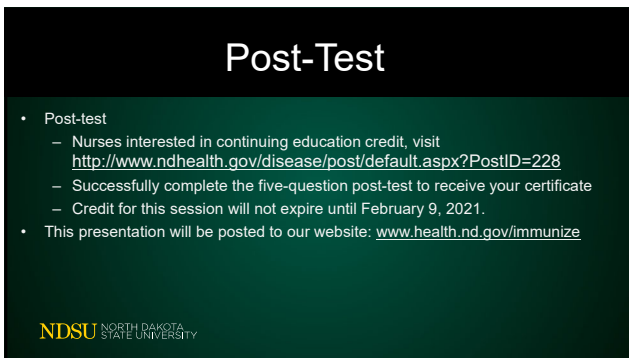 Post-Test
• Post-test
– Nurses interested in continuing education credit, visit
http://www.ndhealth.gov/disease/post/default.aspx?PostID=228
– Successfully complete the five-question post-test to receive your certificate
– Credit for this session will not expire until February 9, 2021.
• This presentation will be posted to our website: www.health.nd.gov/immunize
NDSU NORTH DAKOTA
STATE UNIVERSITY